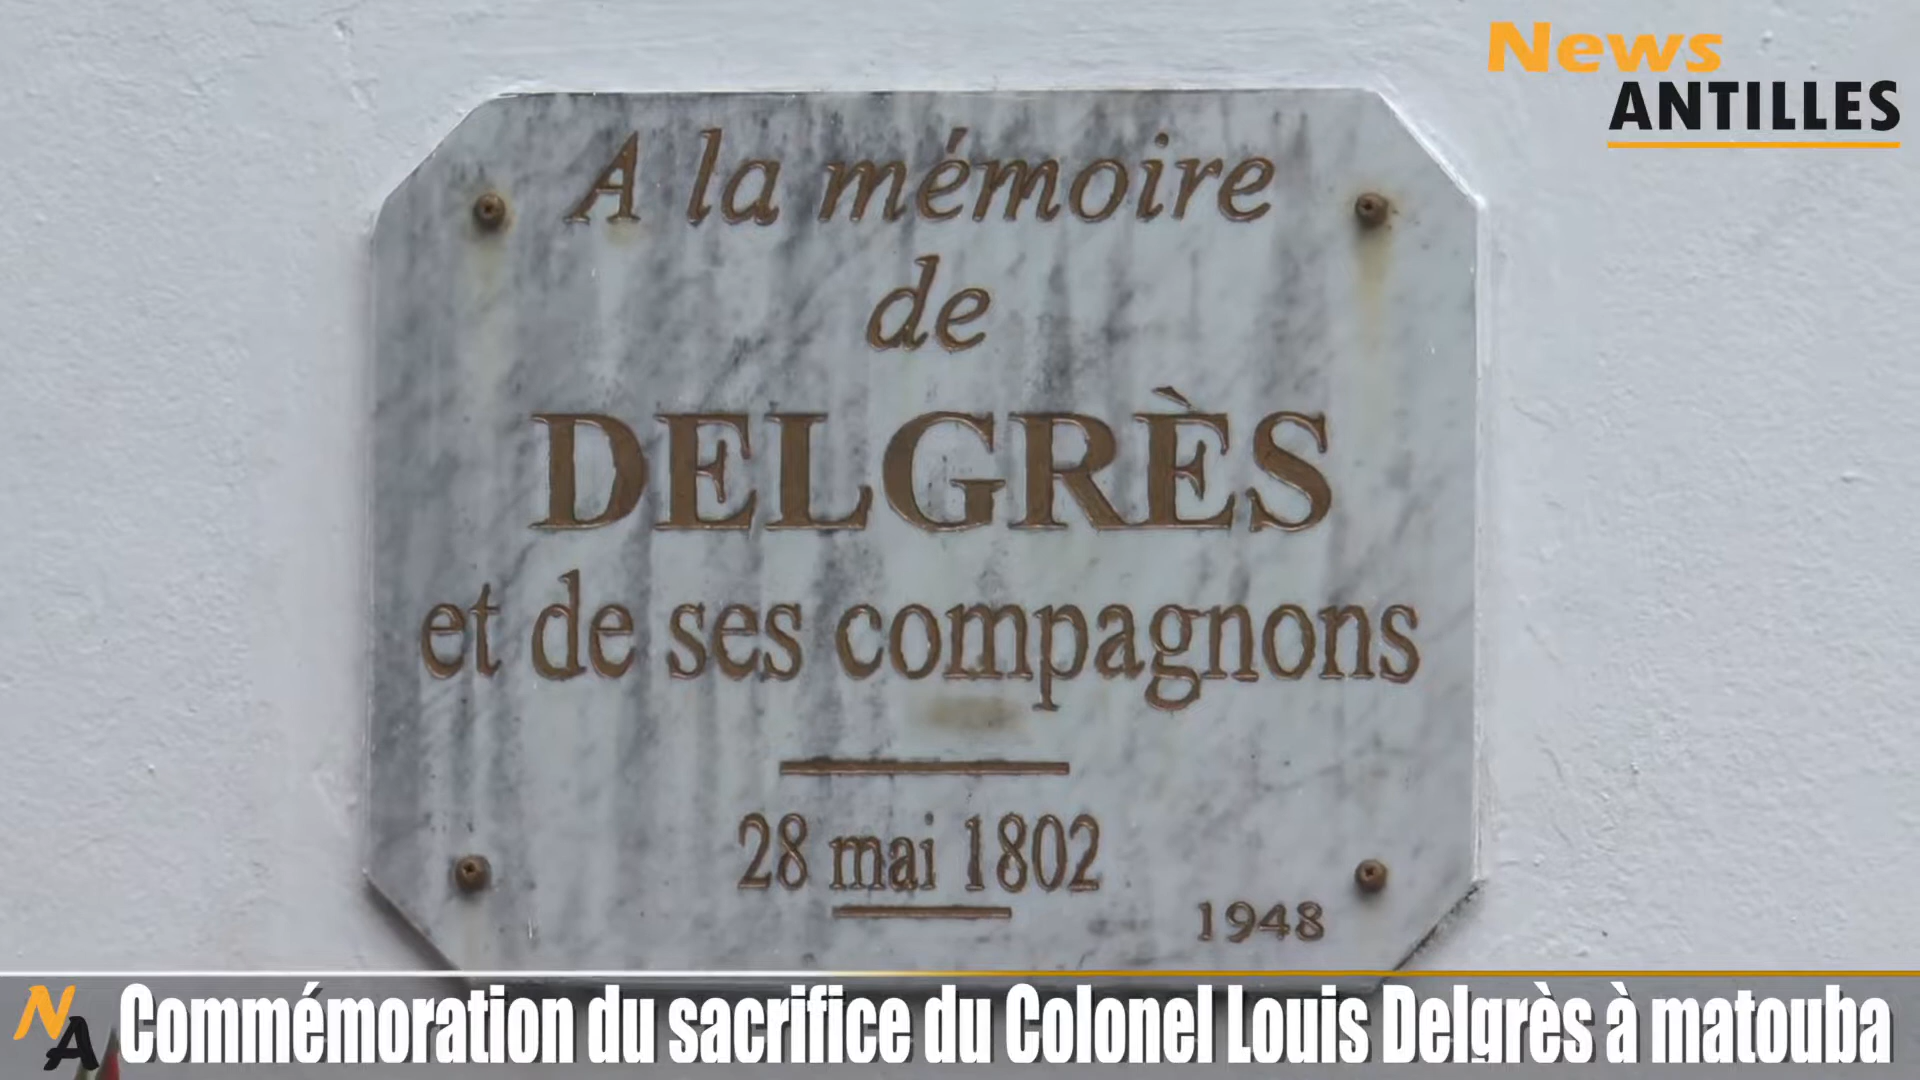 News
ANTILLES
A la mémoire
de
DELGRÈS
et de ses compagnons
28 mai 1802
1948
NA
Commémoration du sacrifice du Colonel Louis Delgrès à matouba